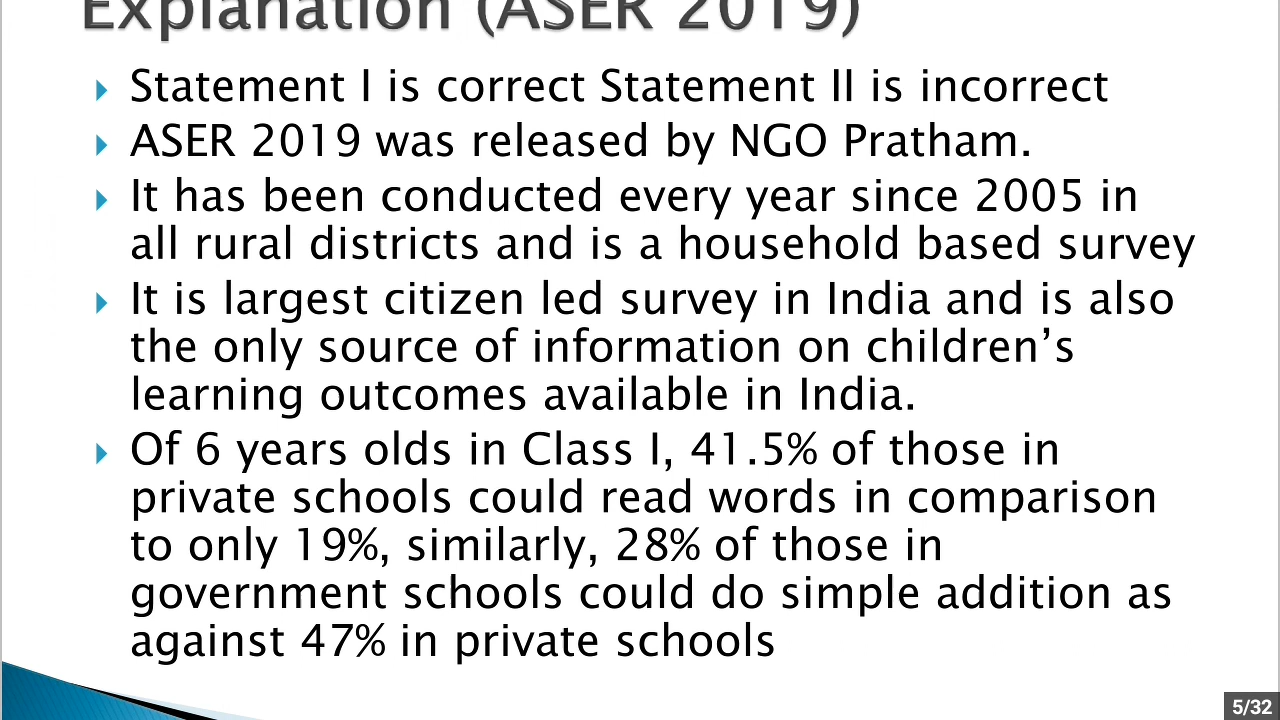 Explanation (ASER 2019)
Statement I is correct Statement II is incorrect
ASER 2019 was released by NGO Pratham.
It has been conducted every year since 2005 in
all rural districts and is a household based survey
It is largest citizen led survey in India and is also
the only source of information on children’s
learning outcomes available in India.
Of 6 years olds in Class I, 41.5% of those in
private schools could read words in comparison
to only 19%, similarly, 28% of those in
government schools could do simple addition as
against 47% in private schools
5/32